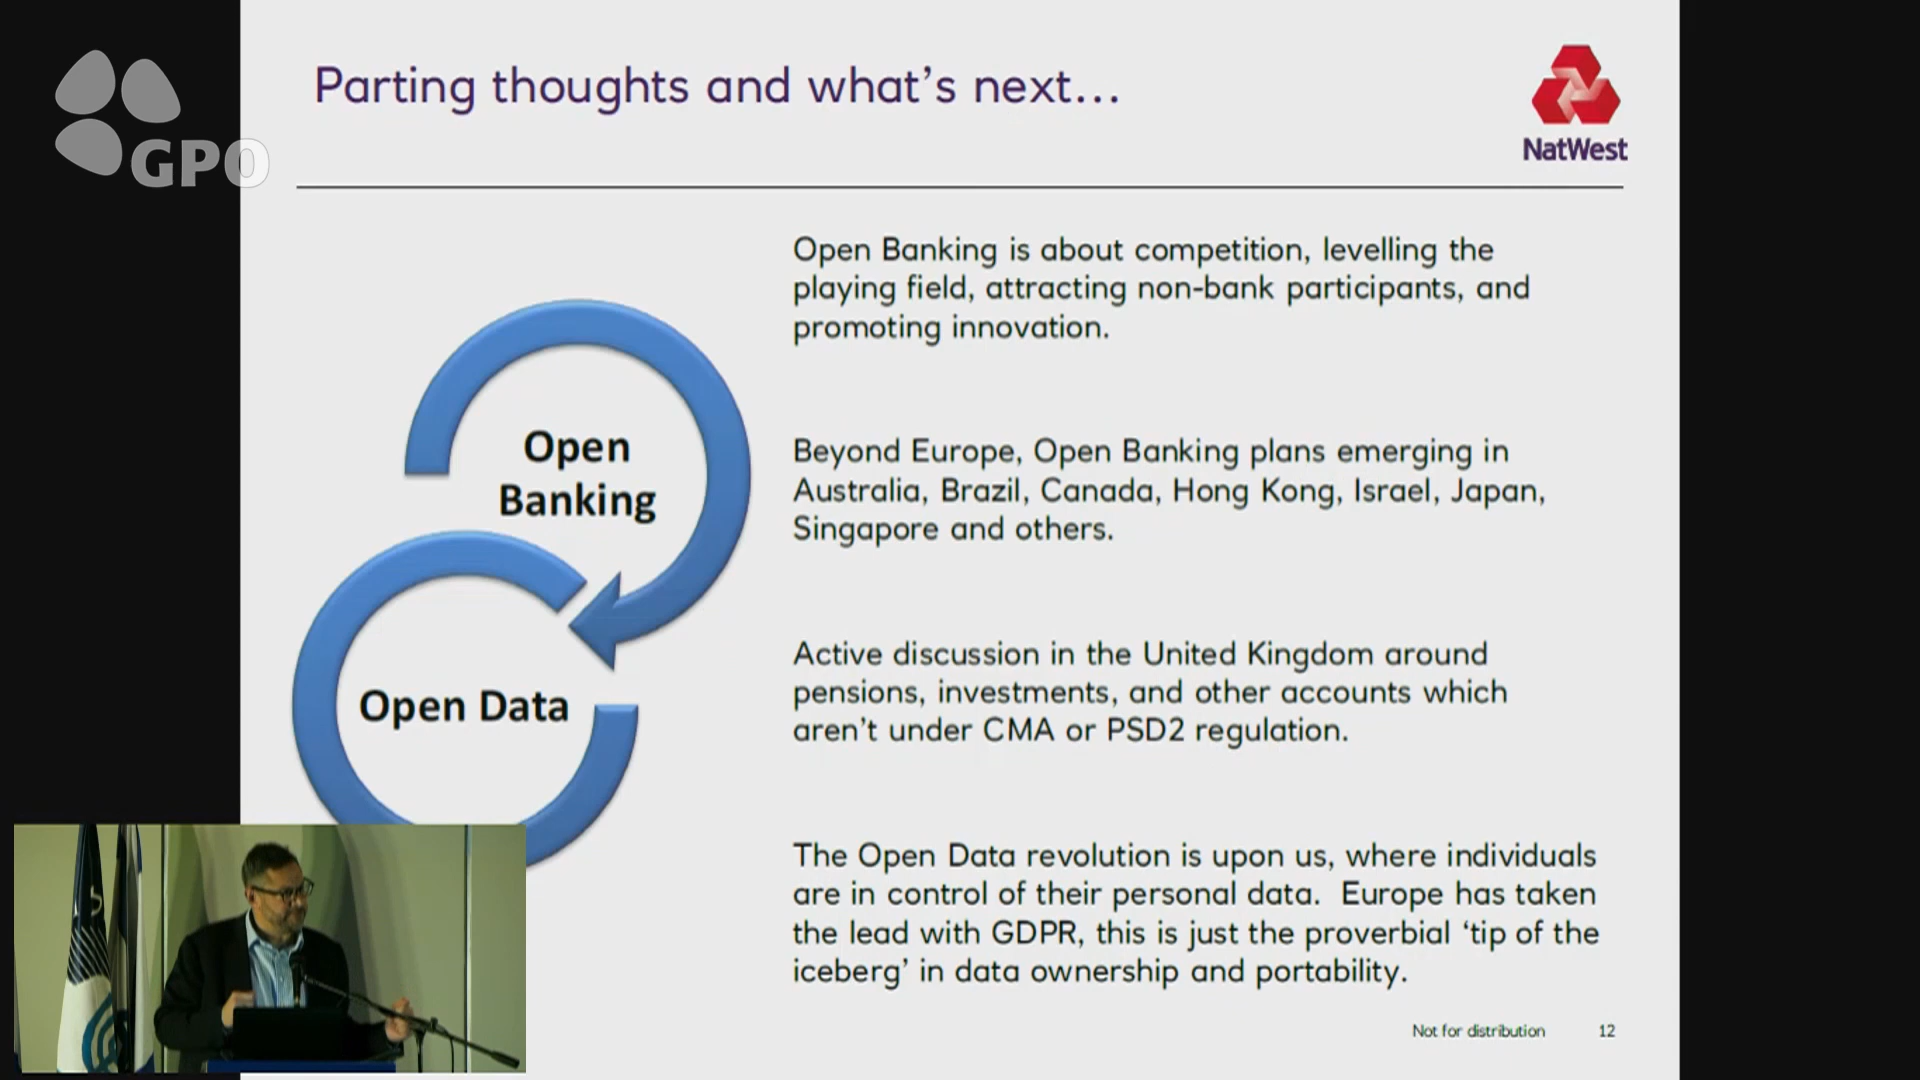 GPO
Parting thoughts and what's next...
NatWest
Open Banking is about competition, levelling the
playing field, attracting non-bank participants, and
promoting innovation.
Open
Banking
Beyond Europe, Open Banking plans emerging in
Australia, Brazil, Canada, Hong Kong, Israel, Japan,
Singapore and others.
Open Data
Active discussion in the United Kingdom around
pensions, investments, and other accounts which
aren't under CMA or PSD2 regulation.
The Open Data revolution is upon us, where individuals
are in control of their personal data.  Europe has taken
the lead with GDPR, this is just the proverbial ‘tip of the
iceberg’ in data ownership and portability.
Not for distribution 12